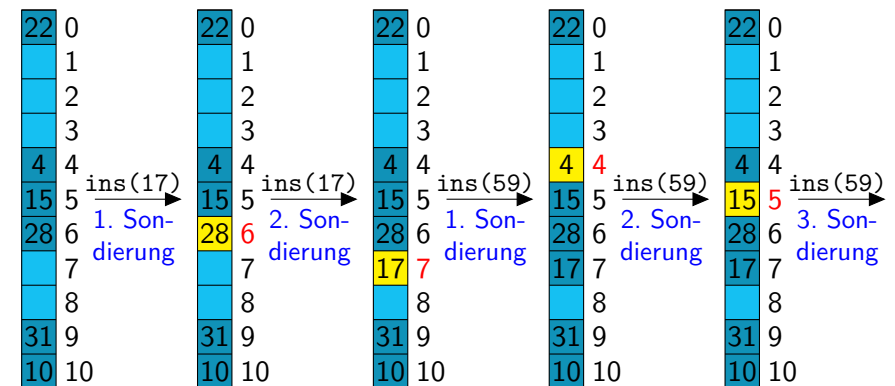 22 0 22 0 22 0 22 0 22 0
1 1 1 1 1
2 2 2 2 2
3 3 3 3 3
4 4 4 4 4 4 4 4 4 4
ins(17) ins(17) ins(59) ins(59) ins(59)
15 5 15 5 15 5 15 5 15 5
1. Son- 2. Son- 1. Son- 2. Son- 3. Son-
28 6 28 6 28 6 28 6 28 6
dierung dierung dierung dierung dierung
7 7 17 7 17 7 17 7
8 8 8 8 8
31 9 31 9 31 9 31 9 31 9
10 10 10 10 10 10 10 10 10 10